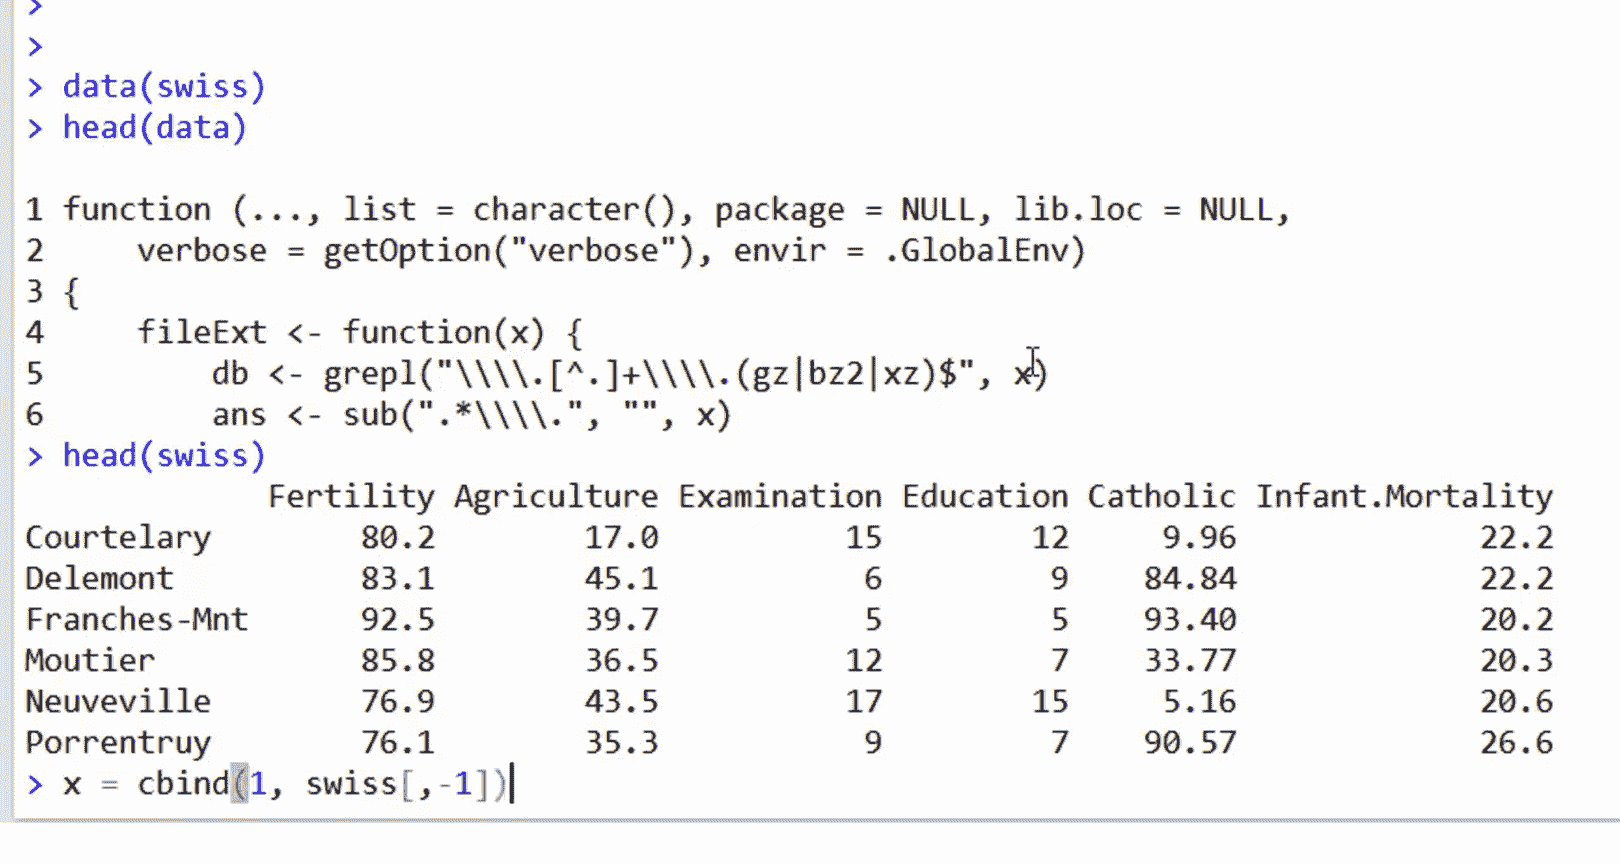 >
>
> data(swiss)
> head(data)
1 function (..., list = character(), package = NULL, lib.loc = NULL,
2     verbose = getOption("verbose"), envir = .GlobalEnv)
3 {
4     fileExt <- function(x) {
5         db <- grepl("\\\\.[^.]+\\\\.(gz|bz2|xz)$", x)
6         ans <- sub(".*\\\\.", "", x)
> head(swiss)
             Fertility Agriculture Examination Education Catholic Infant.Mortality
Courtelary        80.2        17.0          15        12     9.96             22.2
Delemont          83.1        45.1           6         9    84.84             22.2
Franches-Mnt      92.5        39.7           5         5    93.40             20.2
Moutier           85.8        36.5          12         7    33.77             20.3
Neuveville        76.9        43.5          17        15     5.16             20.6
Porrentruy        76.1        35.3           9         7    90.57             26.6
> x = cbind(1, swiss[,-1])